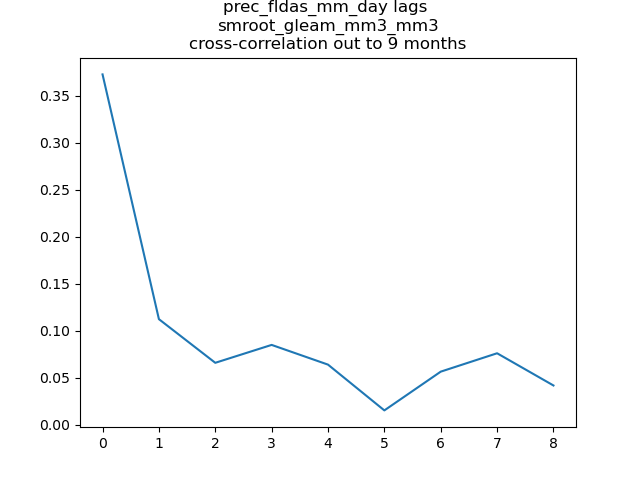 prec_fldas_mm_day lags
smroot_gleam_mm3_mm3
cross-correlation out to 9 months
0.35
0.30
0.25
0.20
0.15
0.10
0.05
0.00
0 1 2 3 4 5 6 7 8